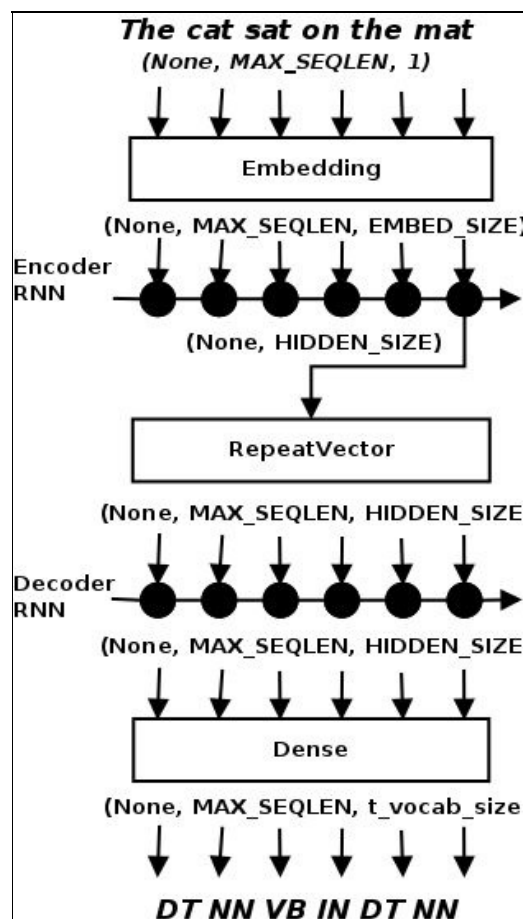 The cat sat on the mat
(None, MAX_SEQLEN, 1)
Embedding
(None, MAX_SEQLEN, EMBED_SIZE)
Encoder
RNN
(None, HIDDEN_SIZE)
RepeatVector
(None, MAX_SEQLEN, HIDDEN_SIZE
Decoder
RNN
(None, MAX_SEQLEN, HIDDEN_SIZE
Dense
(None, MAX_SEQLEN, t_vocab_size
DT NN VB IN DT NN